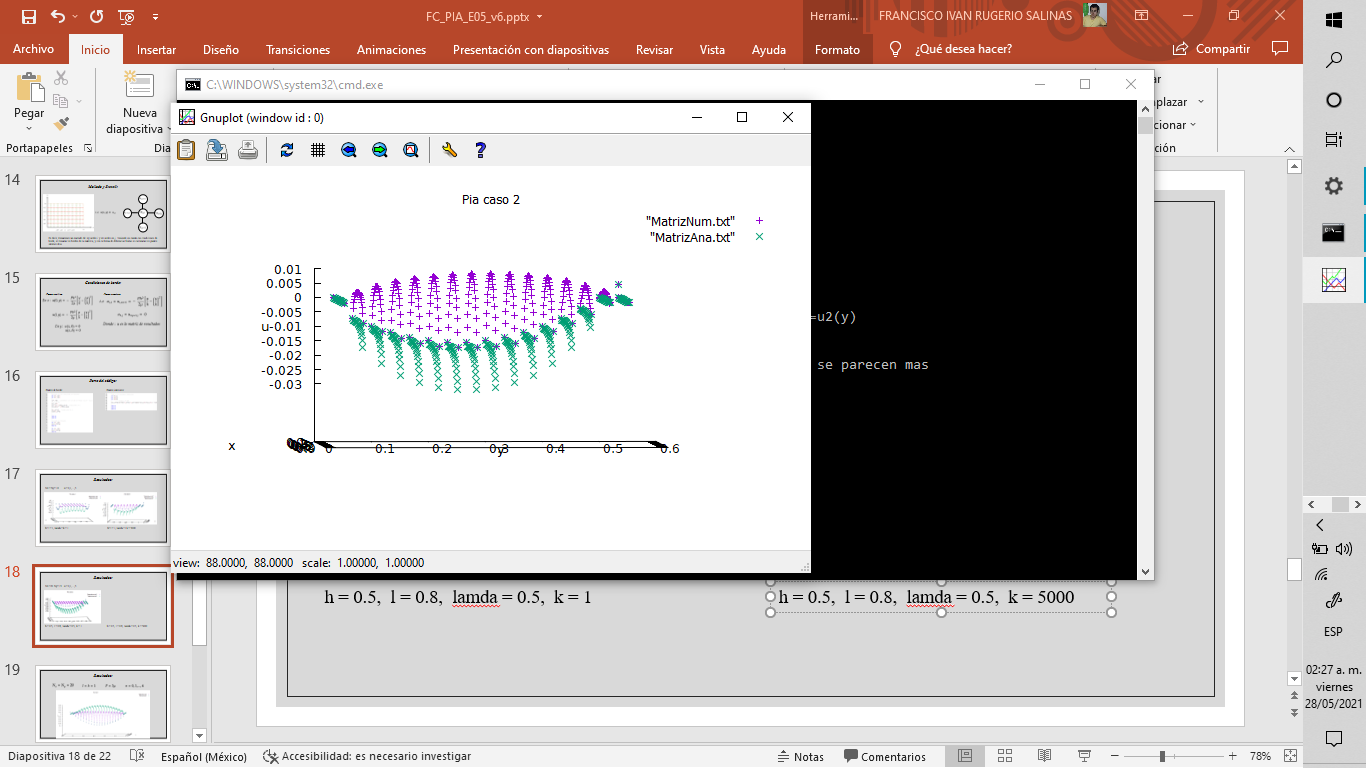 FC_PIA_E05_v6.pptx
Herrami...
FRANCISCO IVAN RUGERIO SALINAS
Archivo
Inicio
Insertar
Diseño
Transiciones
Animaciones
Presentación con diapositivas
Revisar
Vista
Ayuda
Formato
¿Qué desea hacer?
Compartir
Pegar
Nueva
diapositiva
Portapapeles
C:\WINDOWS\system32\cmd.exe
Gnuplot (window id : 0)
Pia caso 2
"MatrizNum.txt"
"MatrizAna.txt"
0.01
0.005
0
-0.005
u-0.01
-0.015
-0.02
-0.025
-0.03
x
0 0.1 0.2 0.3 0.4 0.5 0.6
y
view: 88.0000, 88.0000 scale: 1.00000, 1.00000
=u2(y)
se parecen mas
14
15
16
17
18
19
h = 0.5, l = 0.8, lamda = 0.5, k = 1
h = 0.5, l = 0.8, lamda = 0.5, k = 5000
ESP
02:27 a. m.
viernes
28/05/2021
Diapositiva 18 de 22
Español (México)
Accesibilidad: es necesario investigar
Notas
Comentarios
78%